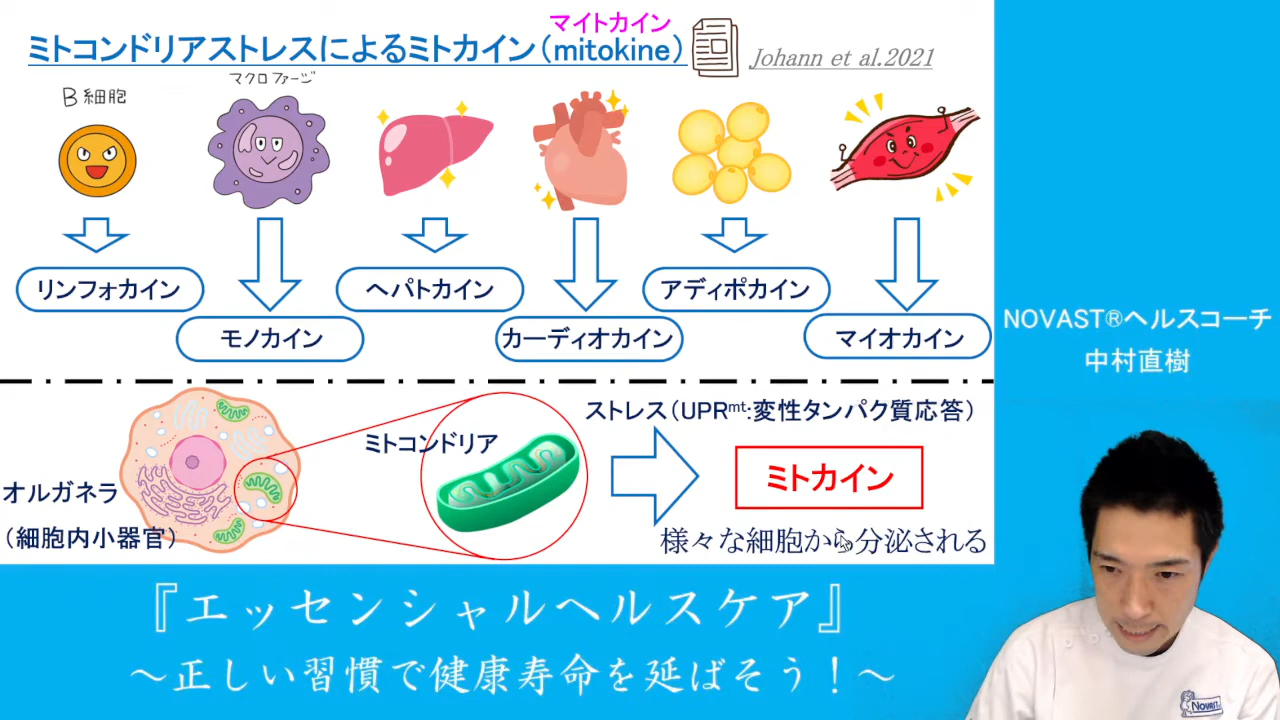 マイトカイン
ミトコンドリアストレスによるミトカイン(mitokine)
Johann et al.2021
B細胞
マクロファージ
リンフォカイン
モノカイン
ヘパトカイン
カーディオカイン
アディポカイン
マイオカイン
NOVAST®ヘルスコーチ
中村直樹
オルガネラ
(細胞内小器官)
ミトコンドリア
ストレス(UPRmt:変性タンパク質応答)
ミトカイン
様々な細胞から分泌される
『エッセンシャルヘルスケア』
~正しい習慣で健康寿命を延ばそう!~
NOVAST